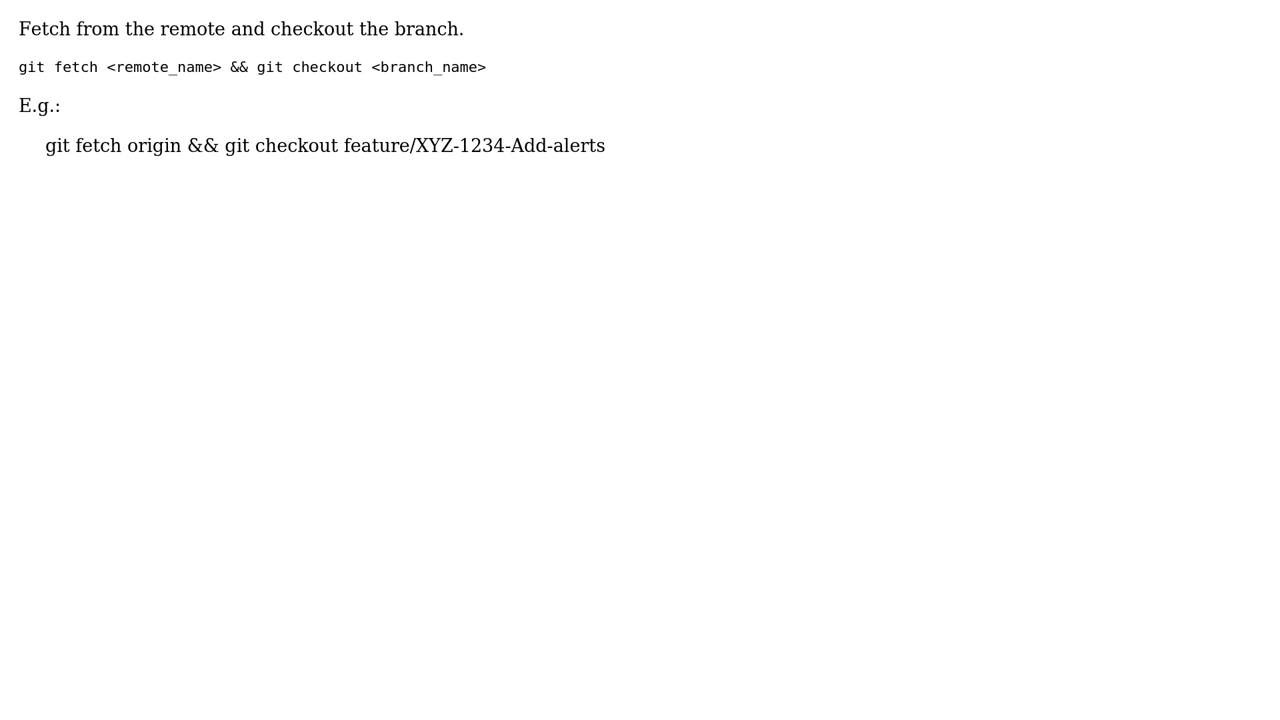 Fetch from the remote and checkout the branch.
git fetch <remote_name> && git checkout <branch_name>
E.g.:
git fetch origin && git checkout feature/XYZ-1234-Add-alerts